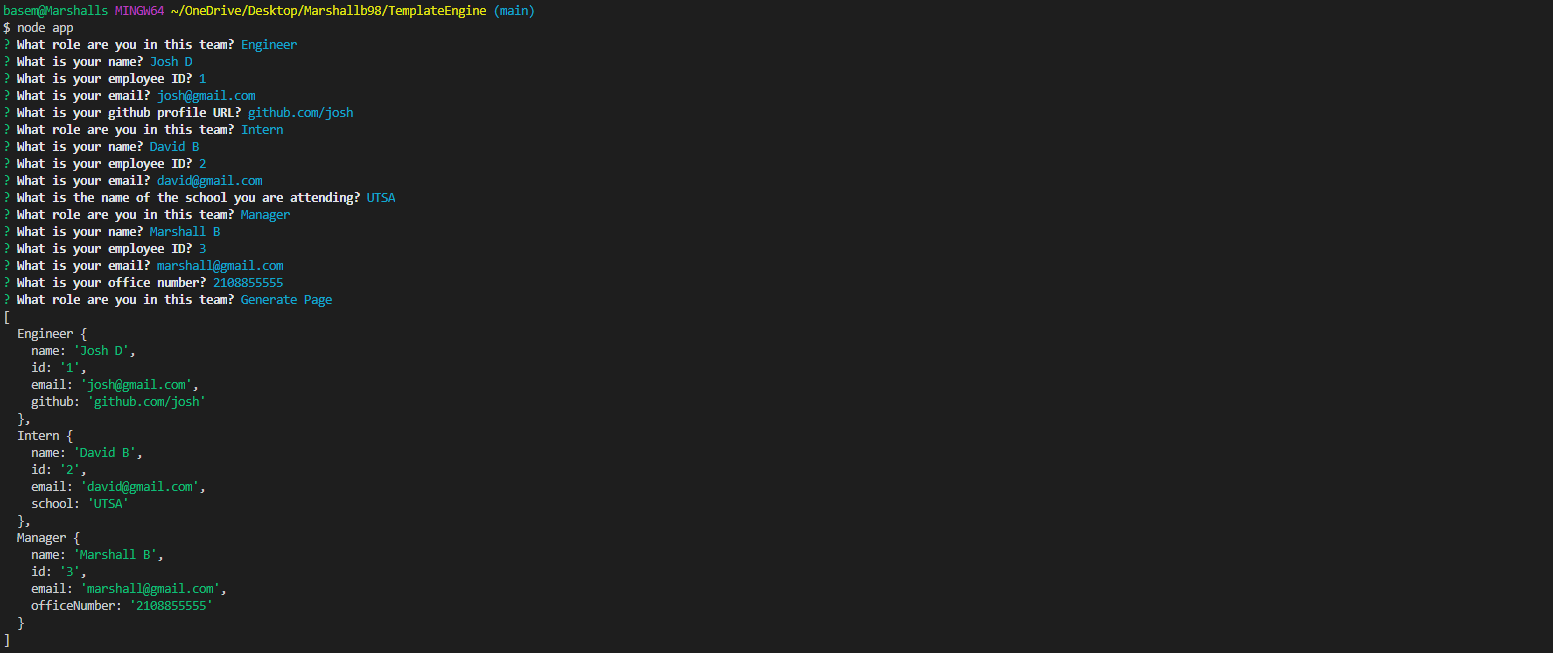 basem@Marshalls MINGW64 ~/OneDrive/Desktop/Marshallb98/TemplateEngine (main)
$ node app
? What role are you in this team? Engineer
? What is your name? Josh D
? What is your employee ID? 1
? What is your email? josh@gmail.com
? What is your github profile URL? github.com/josh
? What role are you in this team? Intern
? What is your name? David B
? What is your employee ID? 2
? What is your email? david@gmail.com
? What is the name of the school you are attending? UTSA
? What role are you in this team? Manager
? What is your name? Marshall B
? What is your employee ID? 3
? What is your email? marshall@gmail.com
? What is your office number? 2108855555
? What role are you in this team? Generate Page
[
  Engineer {
    name: 'Josh D',
    id: '1',
    email: 'josh@gmail.com',
    github: 'github.com/josh'
  },
  Intern {
    name: 'David B',
    id: '2',
    email: 'david@gmail.com',
    school: 'UTSA'
  },
  Manager {
    name: 'Marshall B',
    id: '3',
    email: 'marshall@gmail.com',
    officeNumber: '2108855555'
  }
]